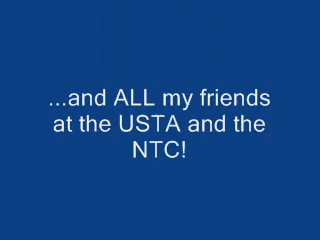 ...and ALL my friends
at the USTA and the
NTC!